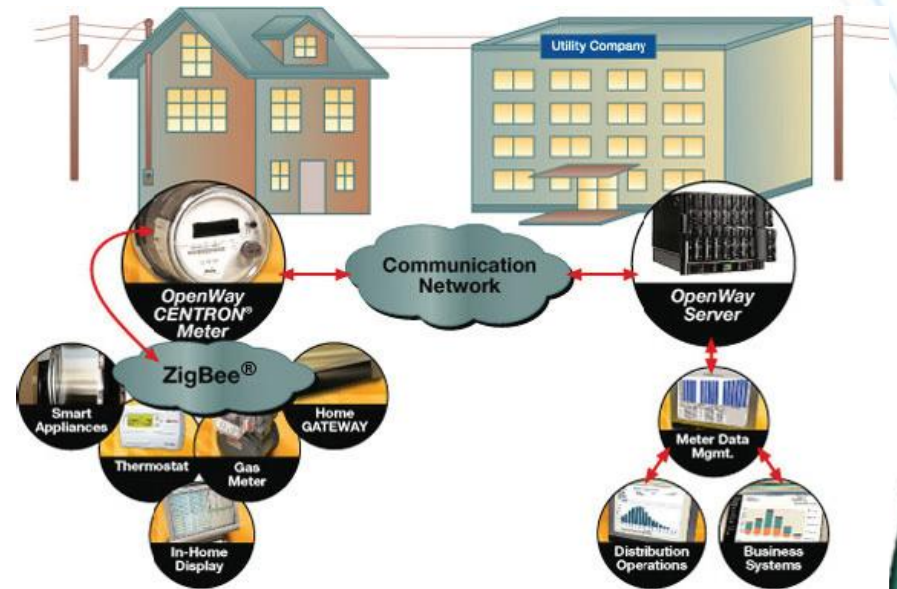 Utility Company
OpenWay
CENTRON®
Meter
Communication
Network
OpenWay
Server
ZigBee®
Smart
Appliances
Thermostat
Gas
Meter
Home
GATEWAY
In-Home
Display
Meter Data
Mgmt.
Distribution
Operations
Business
Systems